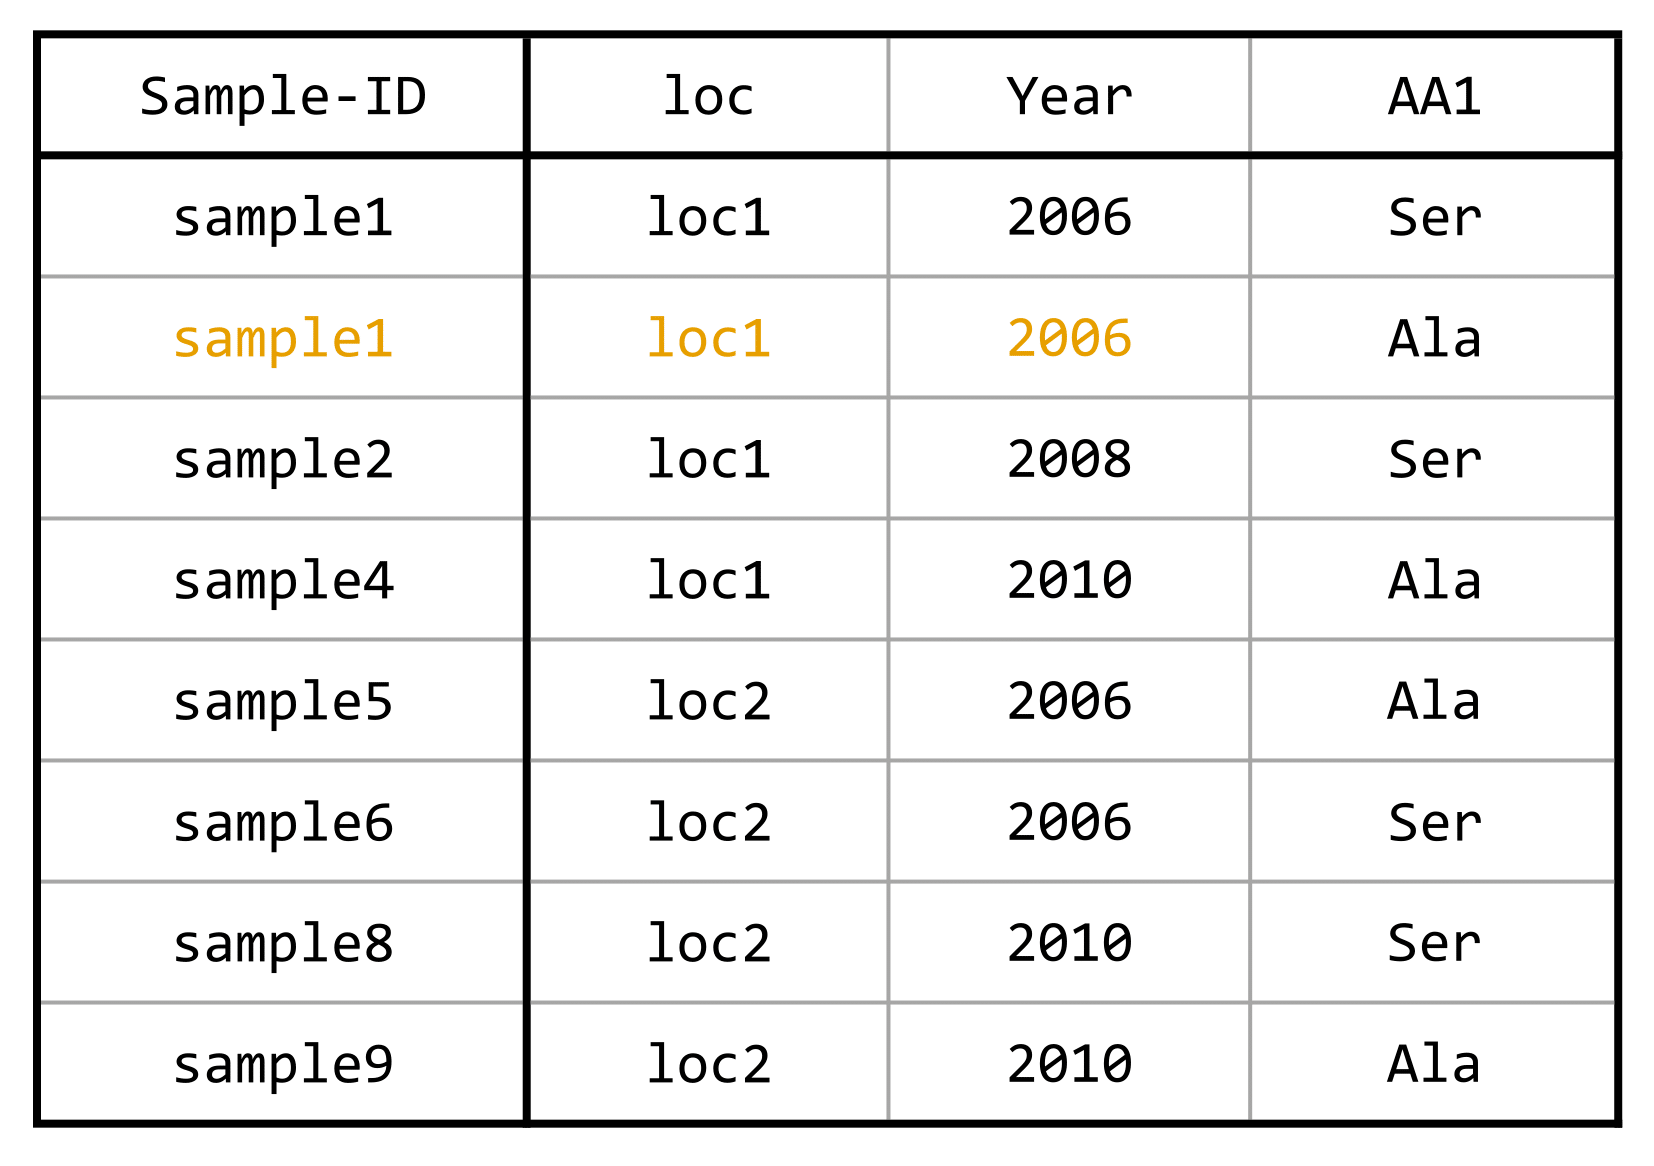 Sample-ID loc Year AA1
sample1 loc1 2006 Ser
sample1 loc1 2006 Ala
sample2 loc1 2008 Ser
sample4 loc1 2010 Ala
sample5 loc2 2006 Ala
sample6 loc2 2006 Ser
sample8 loc2 2010 Ser
sample9 loc2 2010 Ala